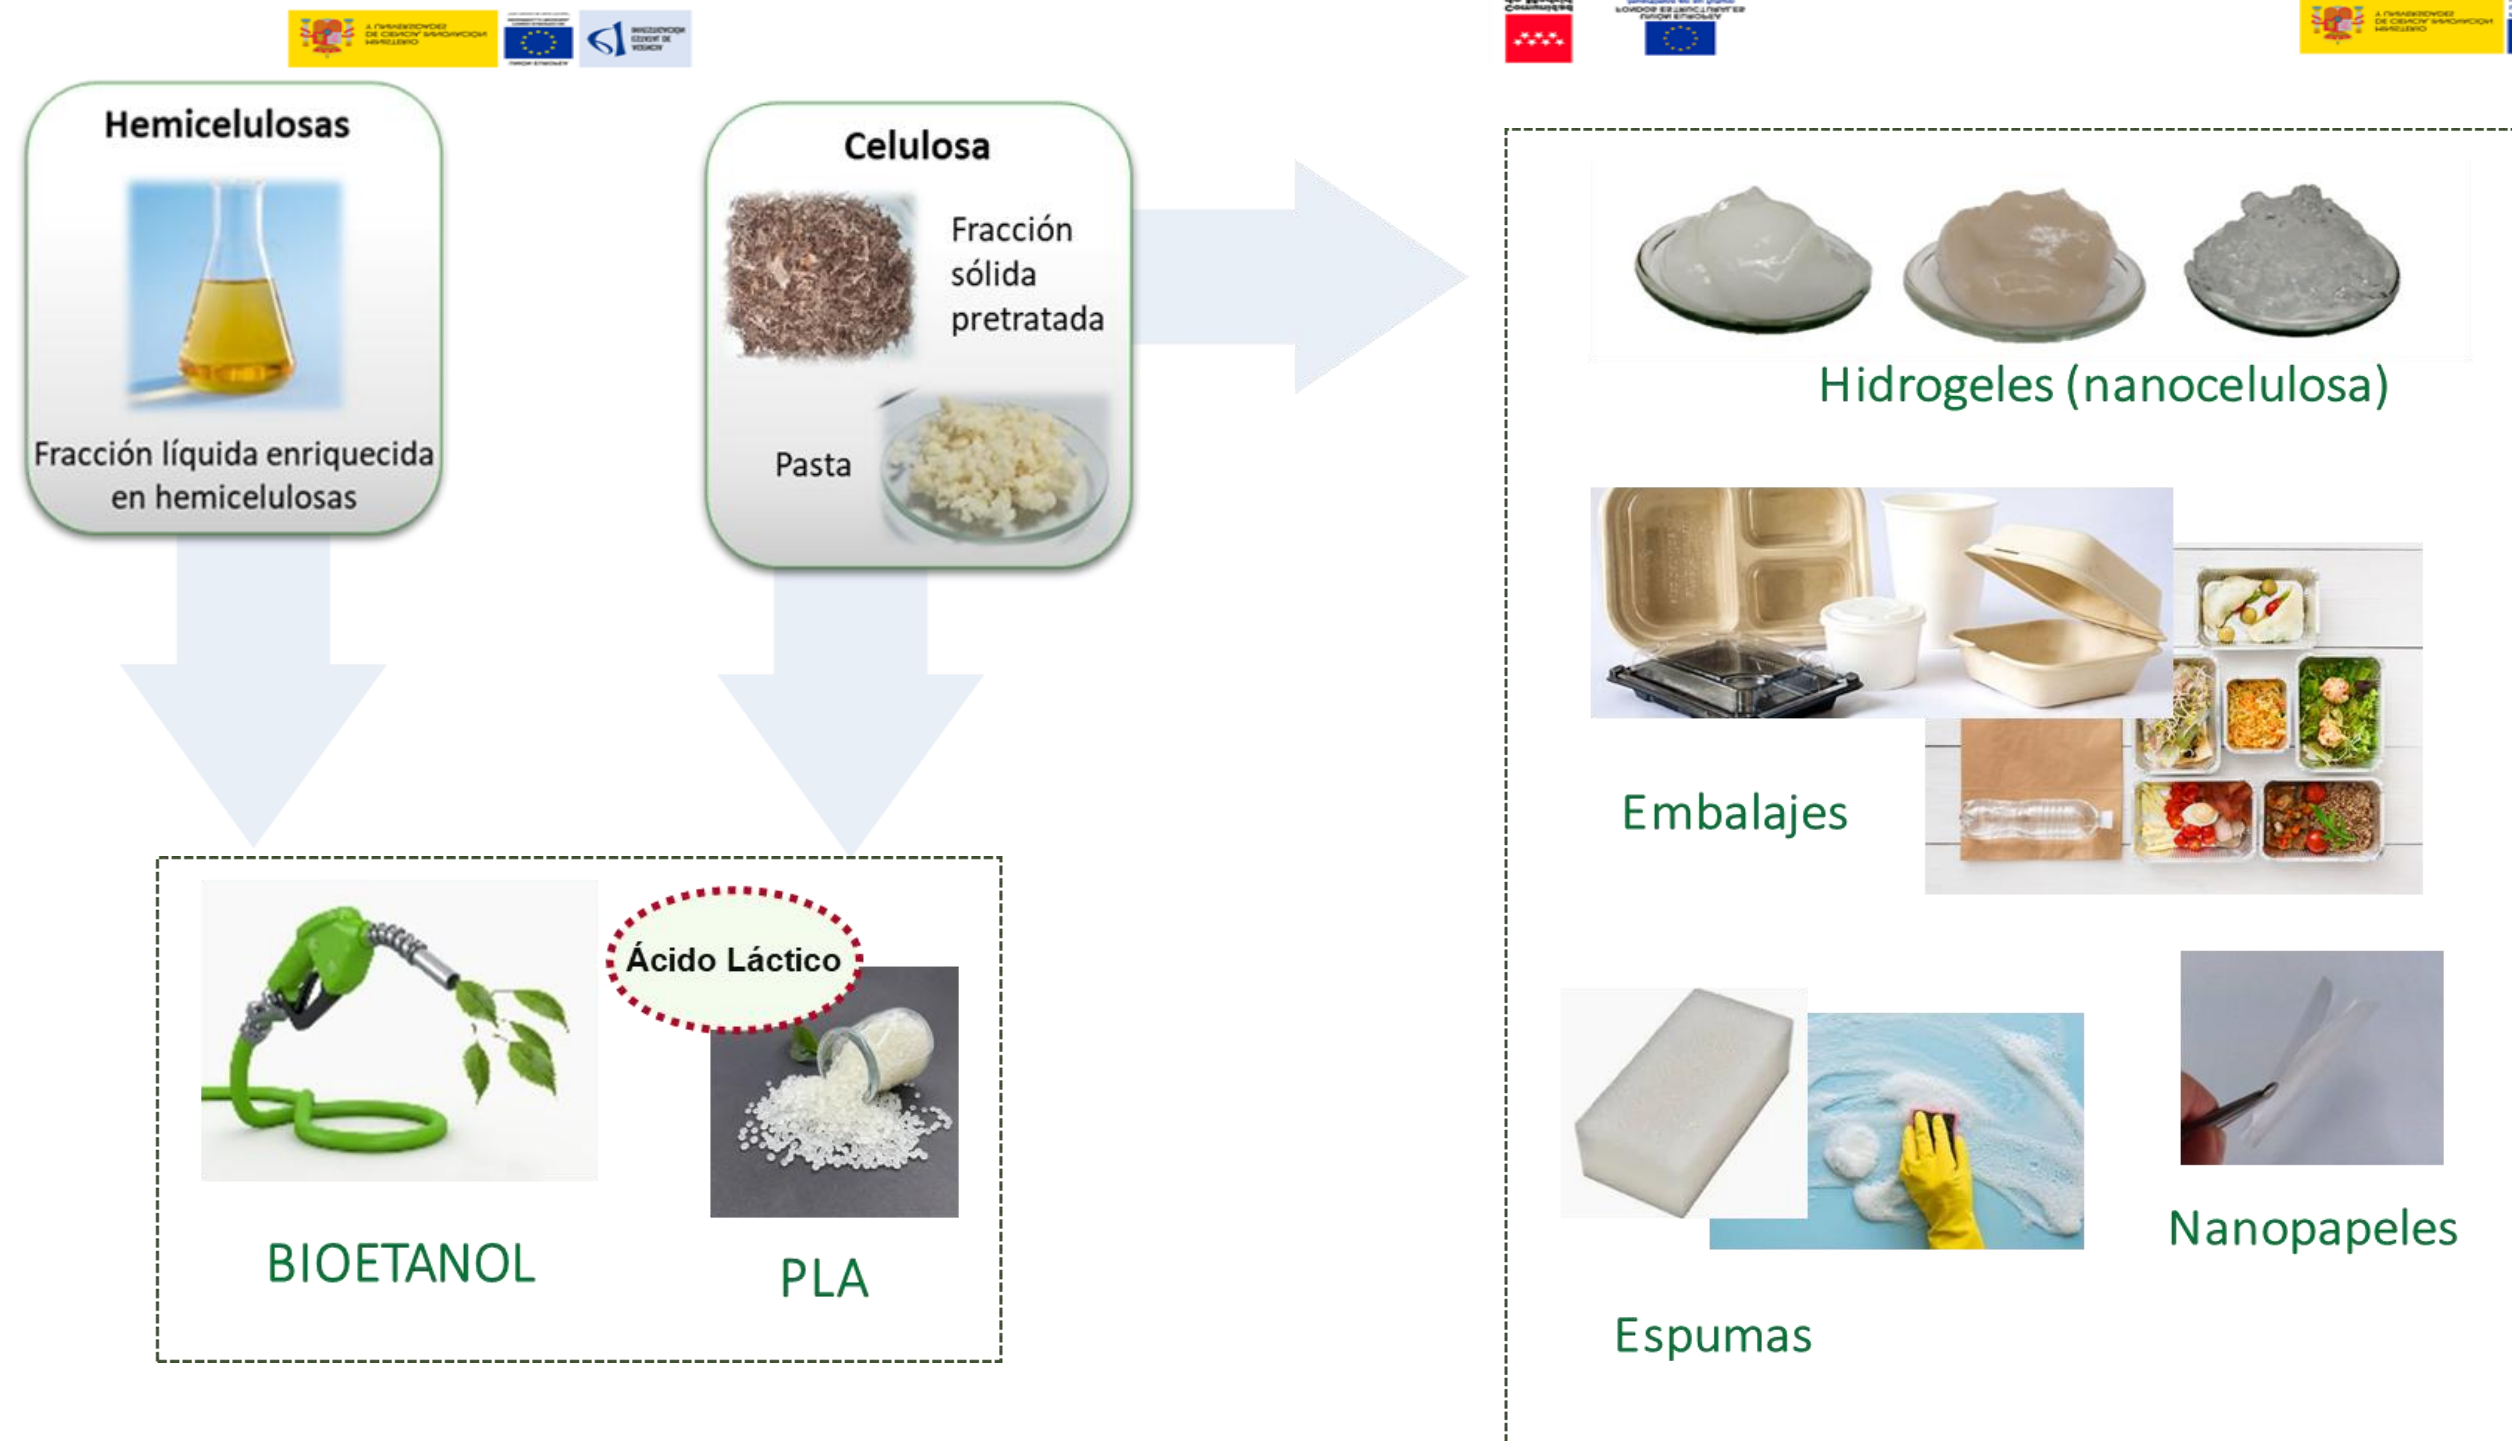 Hemicelulosas
Fracción líquida enriquecida
en hemicelulosas
Celulosa
Fracción
sólida
pretratada
Pasta
Ácido Láctico
BIOETANOL
PLA
Hidrogeles (nanocelulosa)
Embalajes
Espumas
Nanopapeles